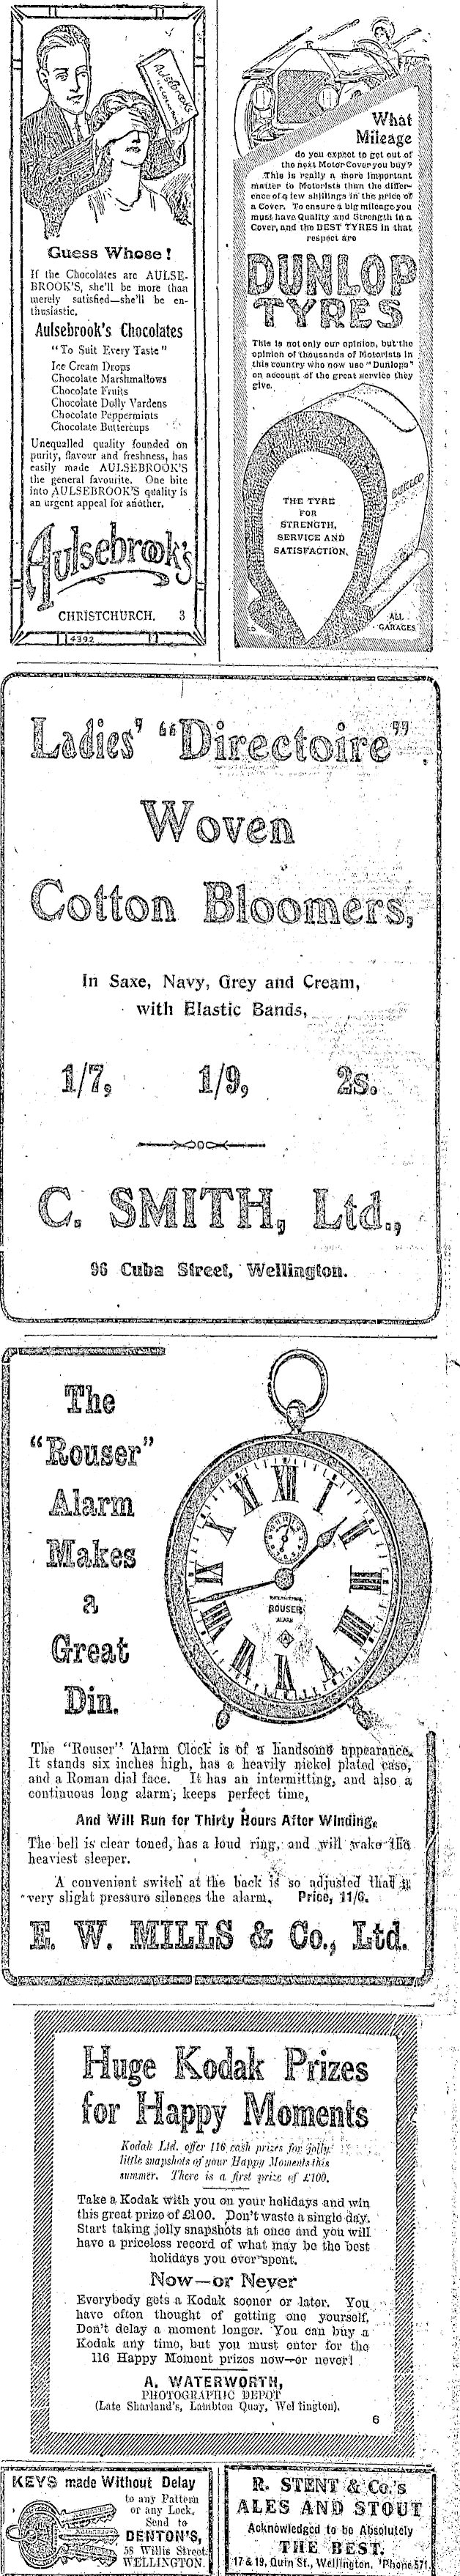 Aulsebrook's
Guess Whose!
If the Chocolates are AULSE-
BROOK'S, she'll be more than
merely satisfied—she'll be en-
thusiastic.
Aulsebrook's Chocolates
"To Suit Every Taste"
Ice Cream Drops
Chocolate Marshmallows
Chocolate Fruits
Chocolate Dolly Vardens
Chocolate Peppermints
Chocolate Buttercups
Unequalled quality founded on
purity, flavour and freshness, has
easily made AULSEBROOK'S
the general favourite. One bite
into AULSEBROOK'S quality is
an urgent appeal for another.
Aulsebrook's
CHRISTCHURCH. 3
4392
What
Mileage
do you expect to get out of
the next Motor Cover you buy?
This is really a more important
matter to Motorists than the differ-
ence of a few shillings in the price of
a Cover. To ensure a big mileage you
must have Quality and Strength in a
Cover, and the BEST TYRES in that
respect are
DUNLOP
TYRES
This is not only our opinion, but the
opinion of thousands of Motorists in
this country who now use "Dunlops"
on account of the great service they
give.
DUNLOP
THE TYRE
FOR
STRENGTH,
SERVICE AND
SATISFACTION.
ALL
GARAGES
Ladies' "Directoire"
Woven
Cotton Bloomers,
In Saxe, Navy, Grey and Cream,
with Elastic Bands,
1/7, 1/9, 2s.
C. SMITH, Ltd.,
96 Cuba Street, Wellington.
The
"Rouser"
Alarm
Makes
a
Great
Din.
ROUSER
ALARM
The "Rouser" Alarm Clock is of a handsome appearance.
It stands six inches high, has a heavily nickel plated case,
and a Roman dial face. It has an intermitting, and also a
continuous long alarm; keeps perfect time,
And Will Run for Thirty Hours After Winding.
The bell is clear toned, has a loud ring, and will wake the
heaviest sleeper.
A convenient switch at the back is so adjusted that a
very slight pressure silences the alarm. Price, 11/6.
E. W. MILLS & Co., Ltd.
Huge Kodak Prizes
for Happy Moments
Kodak Ltd. offer 116 cash prizes for jolly
little snapshots of your Happy Moments this
summer. There is a first prize of £100.
Take a Kodak with you on your holidays and win
this great prize of £100. Don't waste a single day.
Start taking jolly snapshots at once and you will
have a priceless record of what may be the best
holidays you ever spent.
Now—or Never
Everybody gets a Kodak sooner or later. You
have often thought of getting one yourself.
Don't delay a moment longer. You can buy a
Kodak any time, but you must enter for the
116 Happy Moment prizes now—or never!
A. WATERWORTH,
PHOTOGRAPHIC DEPOT
(Late Sharland's, Lambton Quay, Wellington).
6
KEYS made Without Delay
to any Pattern
or any Lock.
Send to
DENTON'S,
58 Willis Street
WELLINGTON.
R. STENT & Co.'s
ALES AND STOUT
Acknowledged to be Absolutely
THE BEST.
17 & 19, Quin St., Wellington. 'Phone 571